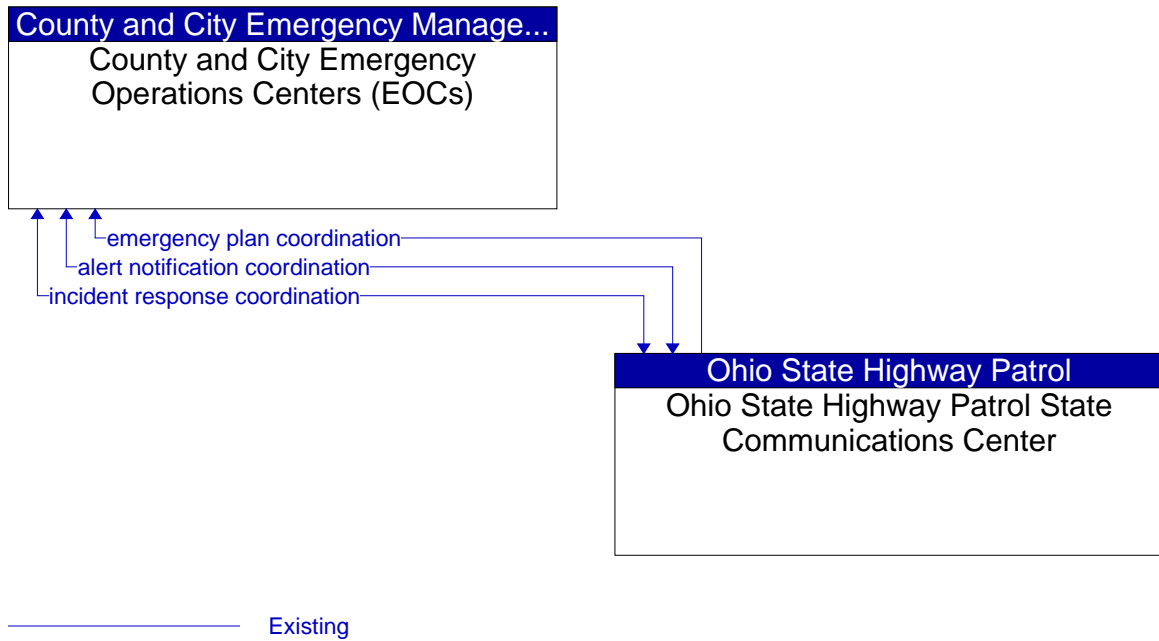 County and City Emergency Manage...
County and City Emergency
Operations Centers (EOCs)
emergency plan coordination
alert notification coordination
incident response coordination
Ohio State Highway Patrol
Ohio State Highway Patrol State
Communications Center
Existing